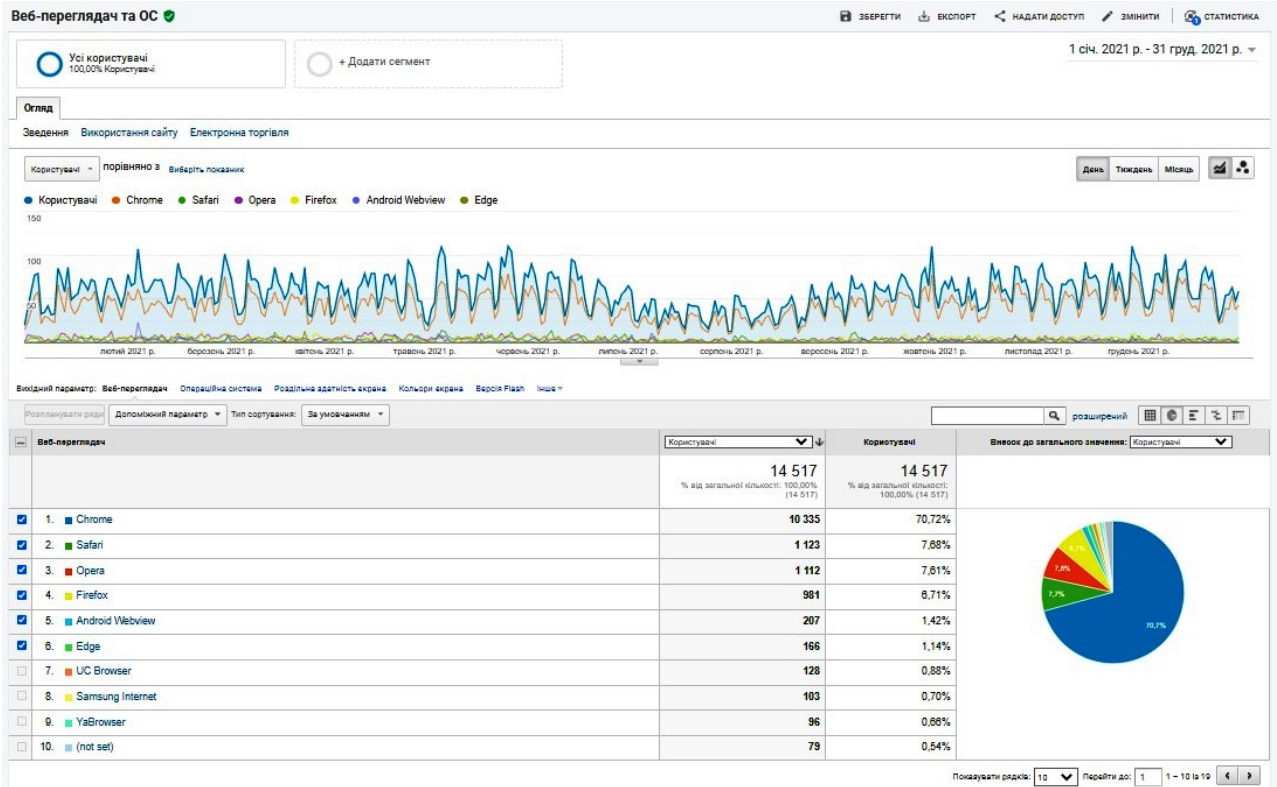 Веб-переглядач та ОС
ЗБЕРЕГТИ ЕКСПОРТ НАДАТИ ДОСТУП ЗМІНИТИ 1 СТАТИСТИКА
Усі користувачі
100,00% Користувачі
+ Додати сегмент
1 січ. 2021 р. - 31 груд. 2021 р.
Огляд
Зведення Використання сайту Електронна торгівля
Користувачі порівняно з Виберіть показник
День Тиждень Місяць
Користувачі Chrome Safari Opera Firefox Android Webview Edge
150
100
50
лютий 2021 р. березень 2021 р. квітень 2021 р. травень 2021 р. червень 2021 р. липень 2021 р. серпень 2021 р. вересень 2021 р. жовтень 2021 р. листопад 2021 р. грудень 2021 р.
Вихідний параметр: Веб-переглядач Операційна система Роздільна здатність екрана Кольори екрана Версія Flash Інше
Розпланувати ряди Допоміжний параметр Тип сортування: За умовчанням розширений
Веб-переглядач Користувачі Користувачі Внесок до загального значення: Користувачі
14 517 14 517
% від загальної кількості: 100,00% (14 517) % від загальної кількості: 100,00% (14 517)
1. Chrome 10 335 70,72%
2. Safari 1 123 7,68%
3. Opera 1 112 7,61%
4. Firefox 981 6,71%
5. Android Webview 207 1,42%
6. Edge 166 1,14%
7. UC Browser 128 0,88%
8. Samsung Internet 103 0,70%
9. YaBrowser 96 0,66%
10. (not set) 79 0,54%
6,7%
7,6%
7,7%
70,7%
Показувати рядків: 10 Перейти до: 1 1 – 10 із 19